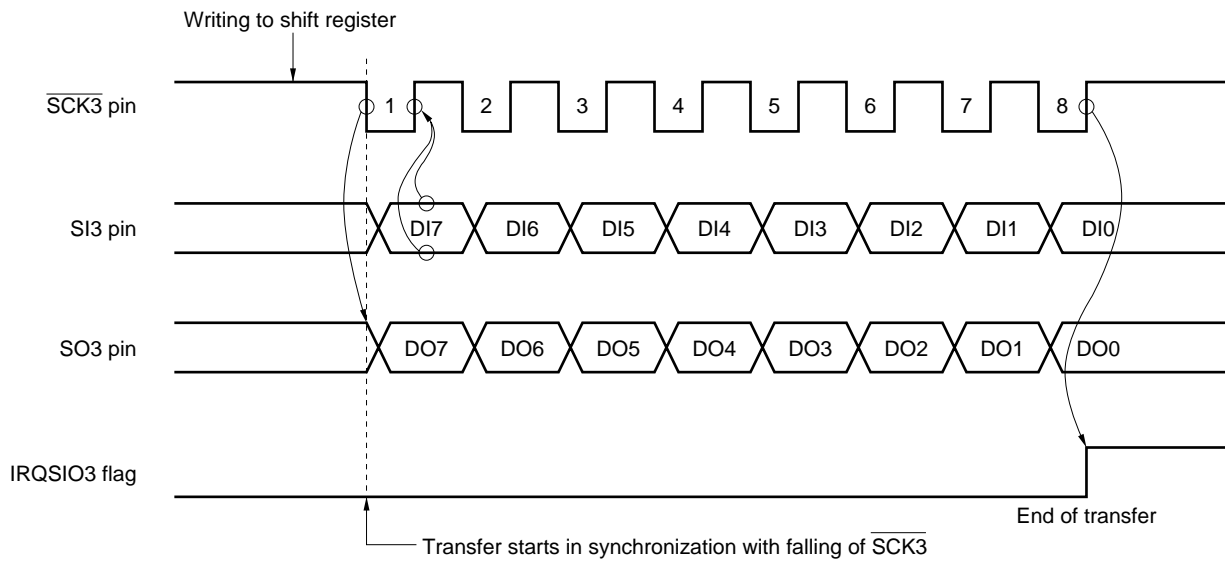 Writing to shift register
SCK3 pin
1 2 3 4 5 6 7 8
SI3 pin
DI7 DI6 DI5 DI4 DI3 DI2 DI1 DI0
SO3 pin
DO7 DO6 DO5 DO4 DO3 DO2 DO1 DO0
IRQSIO3 flag
End of transfer
Transfer starts in synchronization with falling of SCK3